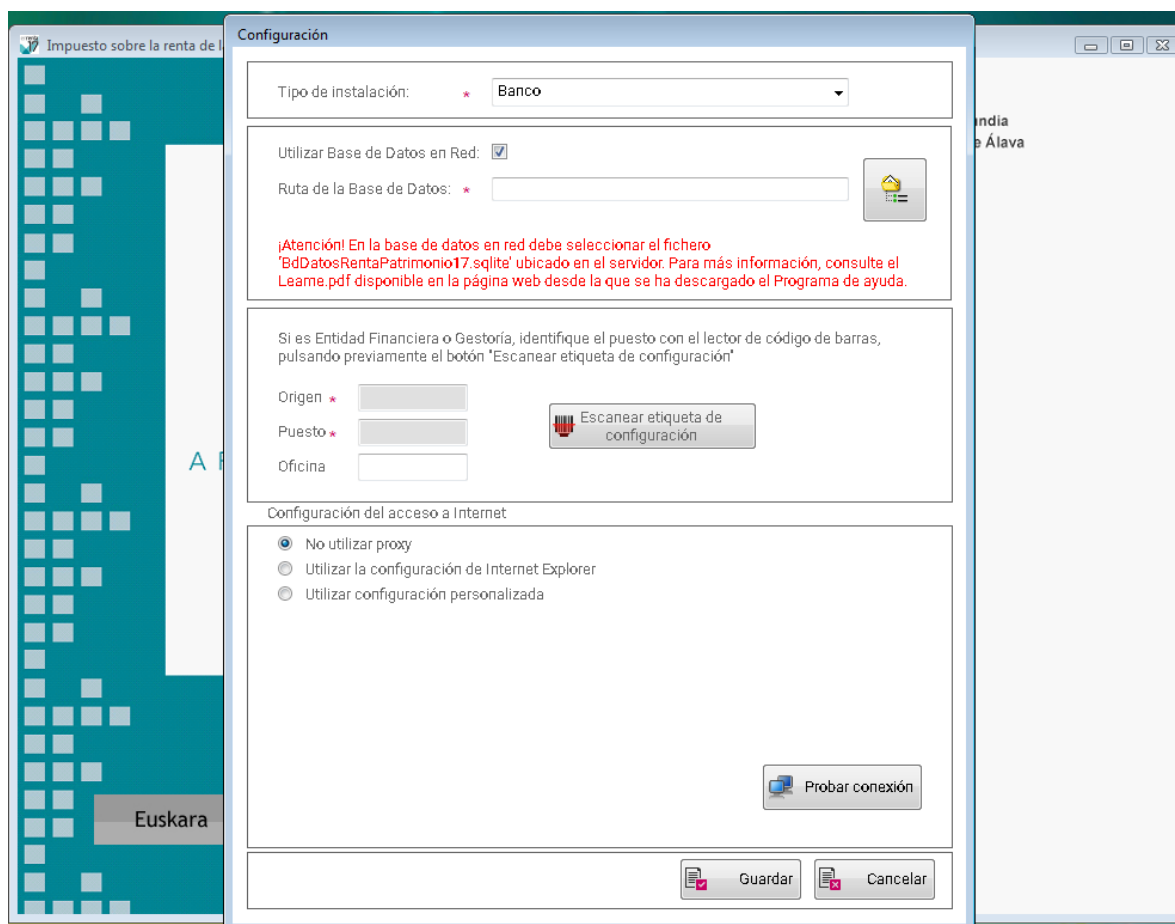 Configuración
Impuesto sobre la renta de l
Tipo de instalación: * Banco
undia
e Álava
Utilizar Base de Datos en Red:
Ruta de la Base de Datos: *
¡Atención! En la base de datos en red debe seleccionar el fichero
'BdDatosRentaPatrimonio17.sqlite' ubicado en el servidor. Para más información, consulte el
Leame.pdf disponible en la página web desde la que se ha descargado el Programa de ayuda.
Si es Entidad Financiera o Gestoría, identifique el puesto con el lector de código de barras,
pulsando previamente el botón "Escanear etiqueta de configuración"
Origen *
Puesto *
Oficina
Escanear etiqueta de
configuración
A
Configuración del acceso a Internet
No utilizar proxy
Utilizar la configuración de Internet Explorer
Utilizar configuración personalizada
Probar conexión
Euskara
Guardar
Cancelar